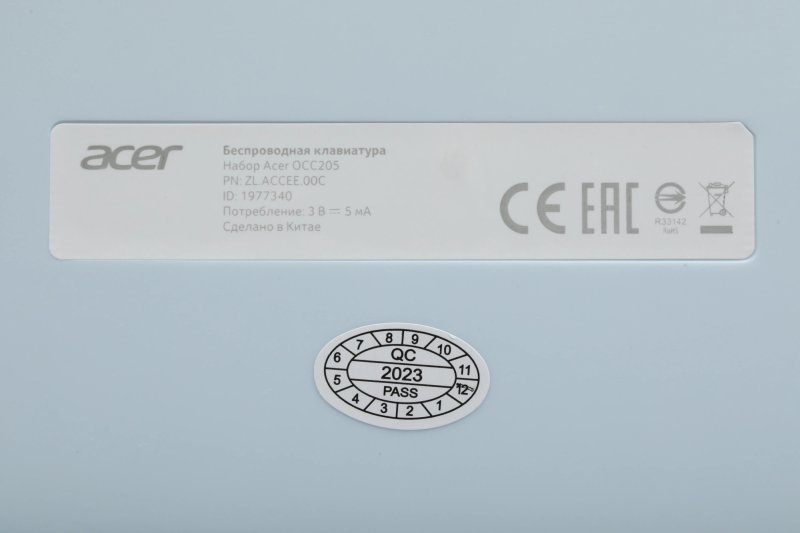 acer
Беспроводная клавиатура
Набор Acer OCC205
PN: ZL.ACCEE.00C
ID: 1977340
Потребление: 3 В ⎓ 5 мА
Сделано в Китае
CE EAC
R33142
RoHS
QC
2023
PASS
1 2 3 4 5 6 7 8 9 10 11 12